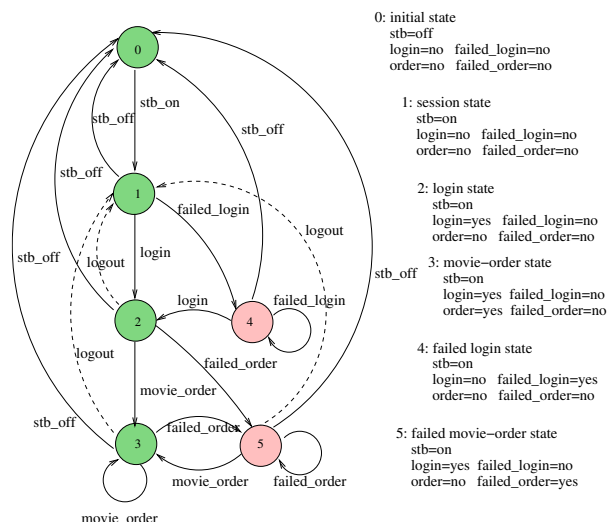 0: initial state
stb=off
login=no failed_login=no
order=no failed_order=no
1: session state
stb=on
login=no failed_login=no
order=no failed_order=no
2: login state
stb=on
login=yes failed_login=no
order=no failed_order=no
3: movie-order state
stb=on
login=yes failed_login=no
order=yes failed_order=no
4: failed login state
stb=on
login=no failed_login=yes
order=no failed_order=no
5: failed movie-order state
stb=on
login=yes failed_login=no
order=no failed_order=yes
0
stb_on
stb_off
stb_off
stb_off
1
failed_login
logout
login
logout
stb_off
stb_off
login
failed_login
2
4
failed_order
logout
movie_order
stb_off
failed_order
3
5
movie_order
failed_order
movie_order